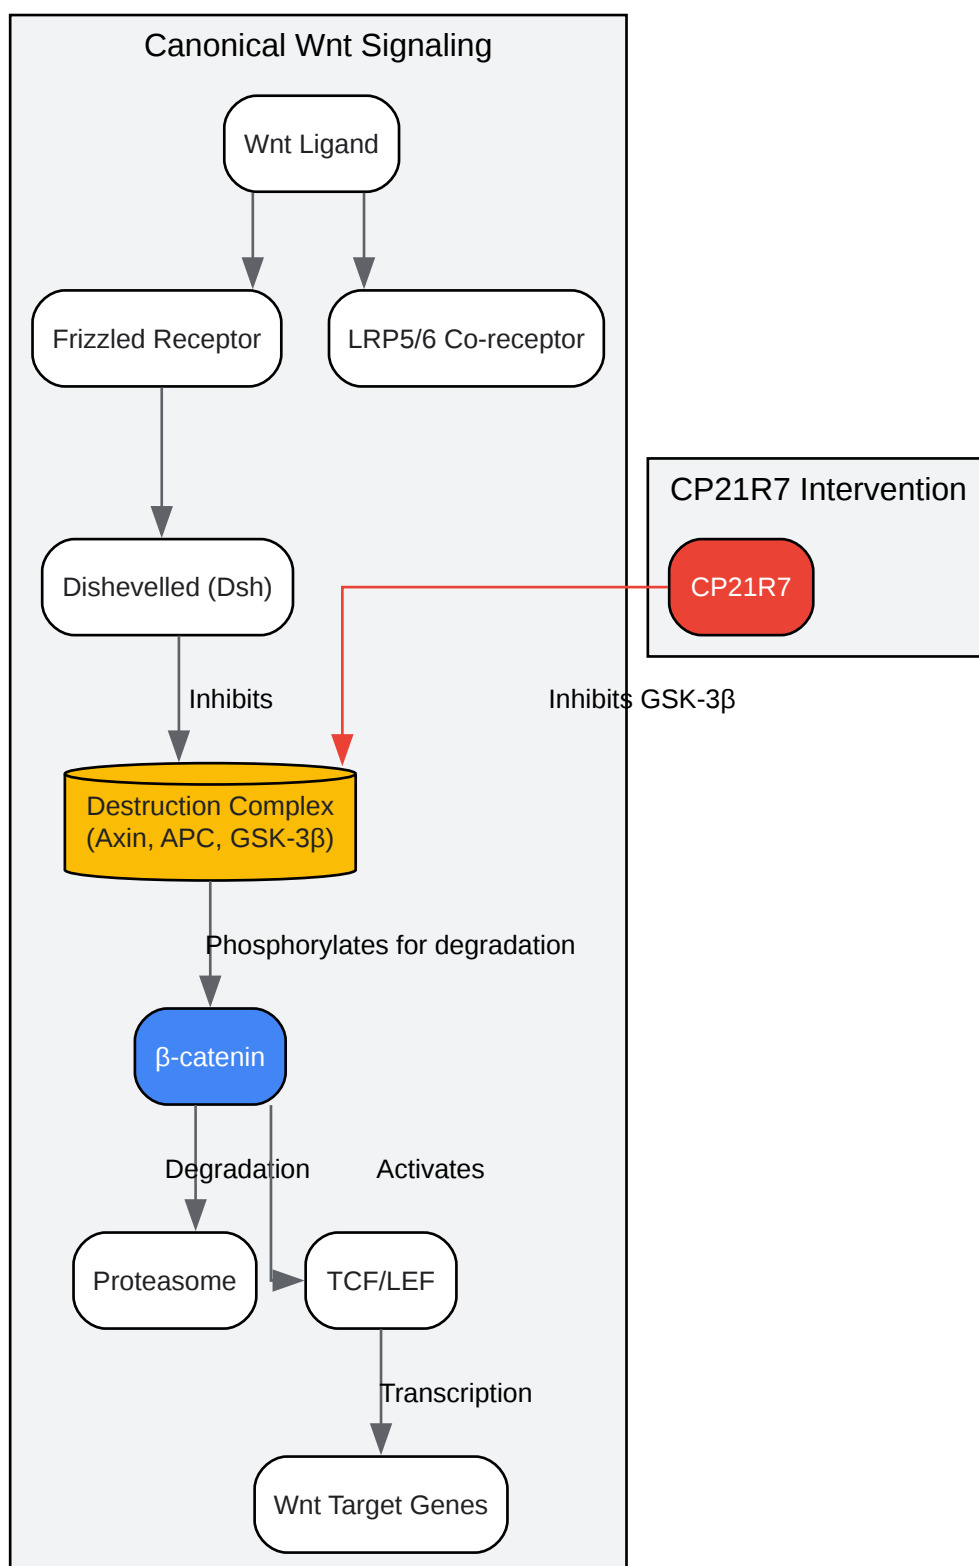 Canonical Wnt Signaling
Wnt Ligand
Frizzled Receptor
LRP5/6 Co-receptor
CP21R7 Intervention
Dishevelled (Dsh)
CP21R7
Inhibits
Inhibits GSK-3β
Destruction Complex
(Axin, APC, GSK-3β)
Phosphorylates for degradation
β-catenin
Degradation
Activates
Proteasome
TCF/LEF
Transcription
Wnt Target Genes